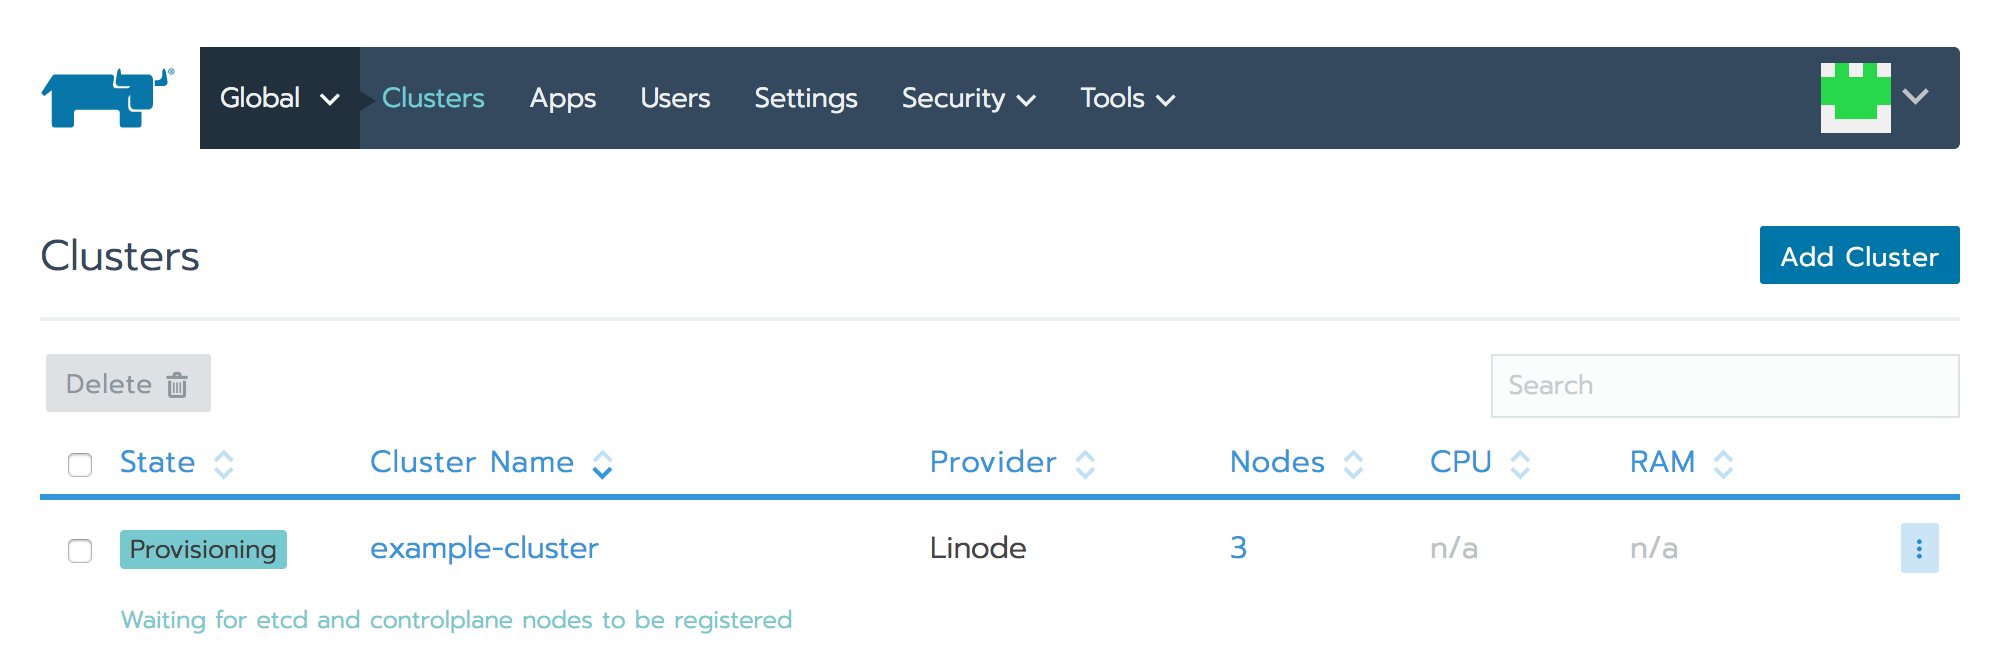 Global Clusters Apps Users Settings Security Tools
Clusters
Add Cluster
Delete
Search
State Cluster Name Provider Nodes CPU RAM
Provisioning example-cluster Linode 3 n/a n/a
Waiting for etcd and controlplane nodes to be registered